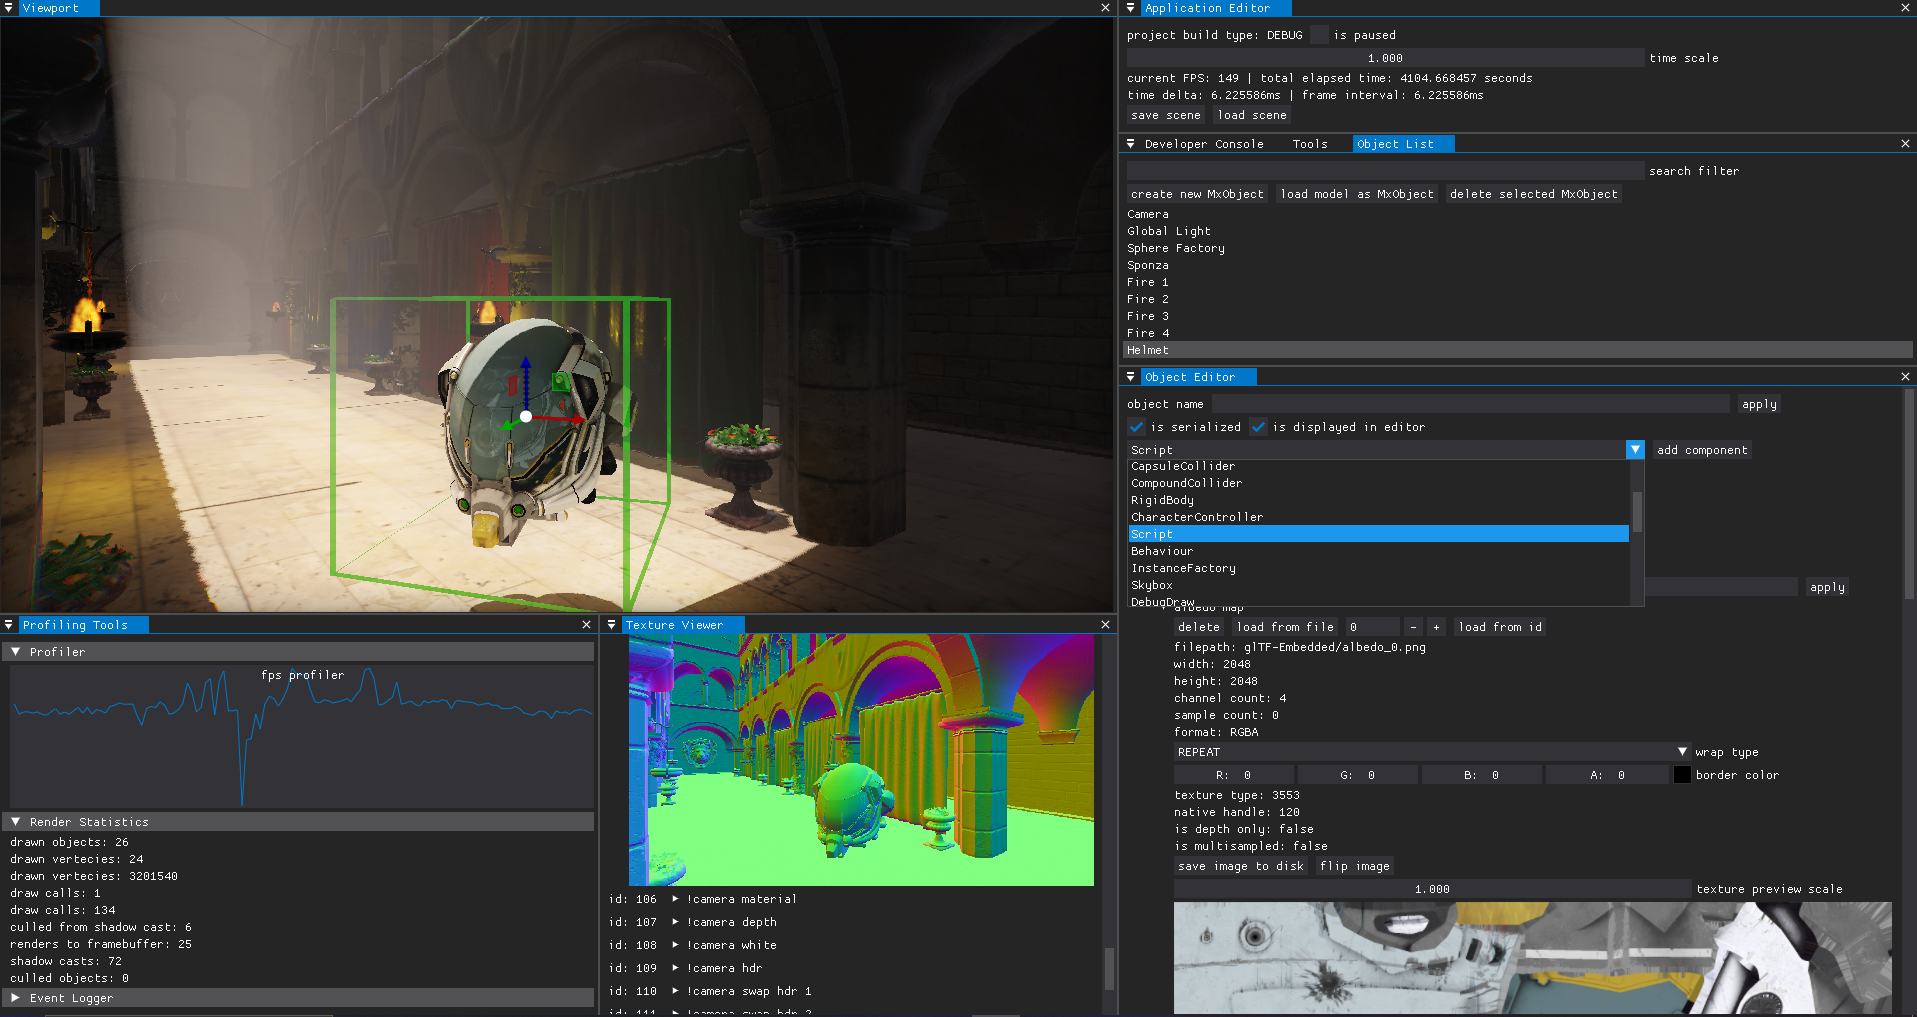 Viewport
Application Editor
project build type: DEBUG is paused
1.000 time scale
current FPS: 149 | total elapsed time: 4104.668457 seconds
time delta: 6.225586ms | frame interval: 6.225586ms
save scene load scene
Developer Console Tools Object List
search filter
create new MxObject load model as MxObject delete selected MxObject
Camera
Global Light
Sphere Factory
Sponza
Fire 1
Fire 2
Fire 3
Fire 4
Helmet
Object Editor
object name apply
is serialized is displayed in editor
Script add component
CapsuleCollider
CompoundCollider
RigidBody
CharacterController
Script
Behaviour
InstanceFactory
Skybox
apply
DebugDraw
albedo map
delete load from file 0 - + load from id
filepath: glTF-Embedded/albedo_0.png
width: 2048
height: 2048
channel count: 4
sample count: 0
format: RGBA
REPEAT wrap type
R: 0 G: 0 B: 0 A: 0 border color
texture type: 3553
native handle: 120
is depth only: false
is multisampled: false
save image to disk flip image
1.000 texture preview scale
Profiling Tools
Profiler
fps profiler
Render Statistics
drawn objects: 26
drawn vertecies: 24
drawn vertecies: 3201540
draw calls: 1
draw calls: 134
culled from shadow cast: 6
renders to framebuffer: 25
shadow casts: 72
culled objects: 0
Event Logger
Texture Viewer
id: 106 !camera material
id: 107 !camera depth
id: 108 !camera white
id: 109 !camera hdr
id: 110 !camera swap hdr 1
id: 111 !camera swap hdr 2